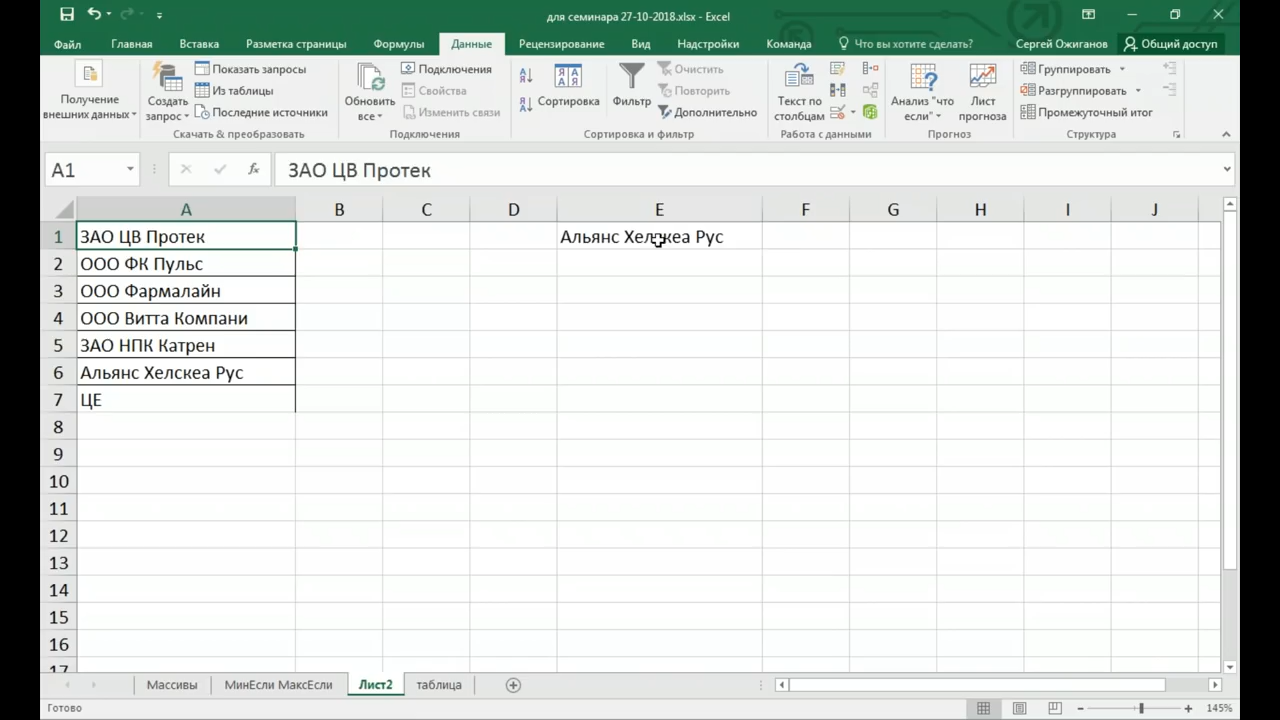 для семинара 27-10-2018.xlsx - Excel
Файл Главная Вставка Разметка страницы Формулы Данные Рецензирование Вид Надстройки Команда Что вы хотите сделать? Сергей Ожиганов Общий доступ
Получение внешних данных
Создать запрос
Показать запросы
Из таблицы
Последние источники
Скачать & преобразовать
Обновить все
Подключения
Свойства
Изменить связи
Подключения
Сортировка
Фильтр
Очистить
Повторить
Дополнительно
Сортировка и фильтр
Текст по столбцам
Работа с данными
Анализ "что если"
Лист прогноза
Прогноз
Группировать
Разгруппировать
Промежуточный итог
Структура
A1 fx ЗАО ЦВ Протек
A B C D E F G H I J
1 ЗАО ЦВ Протек Альянс Хелскеа Рус
2 ООО ФК Пульс
3 ООО Фармалайн
4 ООО Витта Компани
5 ЗАО НПК Катрен
6 Альянс Хелскеа Рус
7 ЦЕ
8
9
10
11
12
13
14
15
16
17
Массивы МинЕсли МаксЕсли Лист2 таблица
Готово 145%